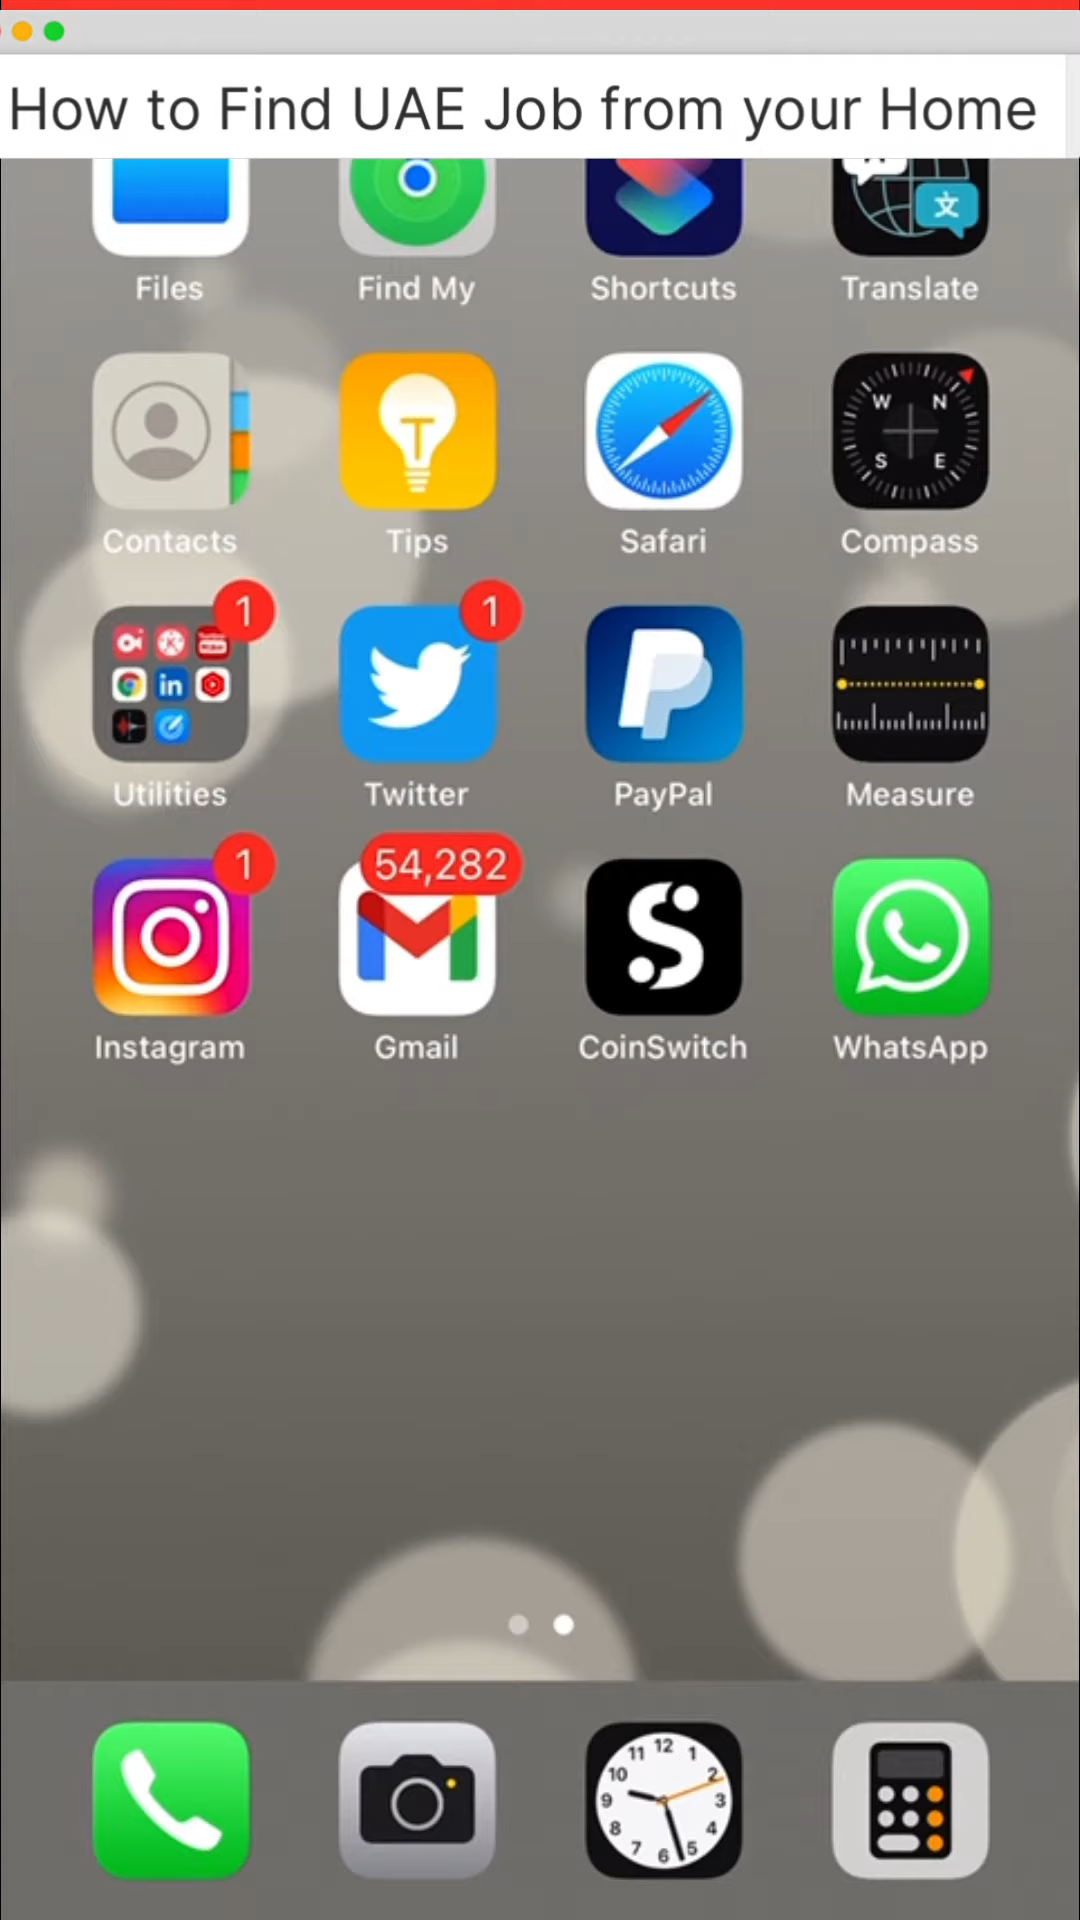 How to Find UAE Job from your Home
Files Find My Shortcuts Translate
Contacts Tips Safari Compass
W N
S E
1 1
in
Utilities Twitter PayPal Measure
1 54,282
Instagram Gmail CoinSwitch WhatsApp
11 12 1
10 2
9 3
8 4
7 6 5